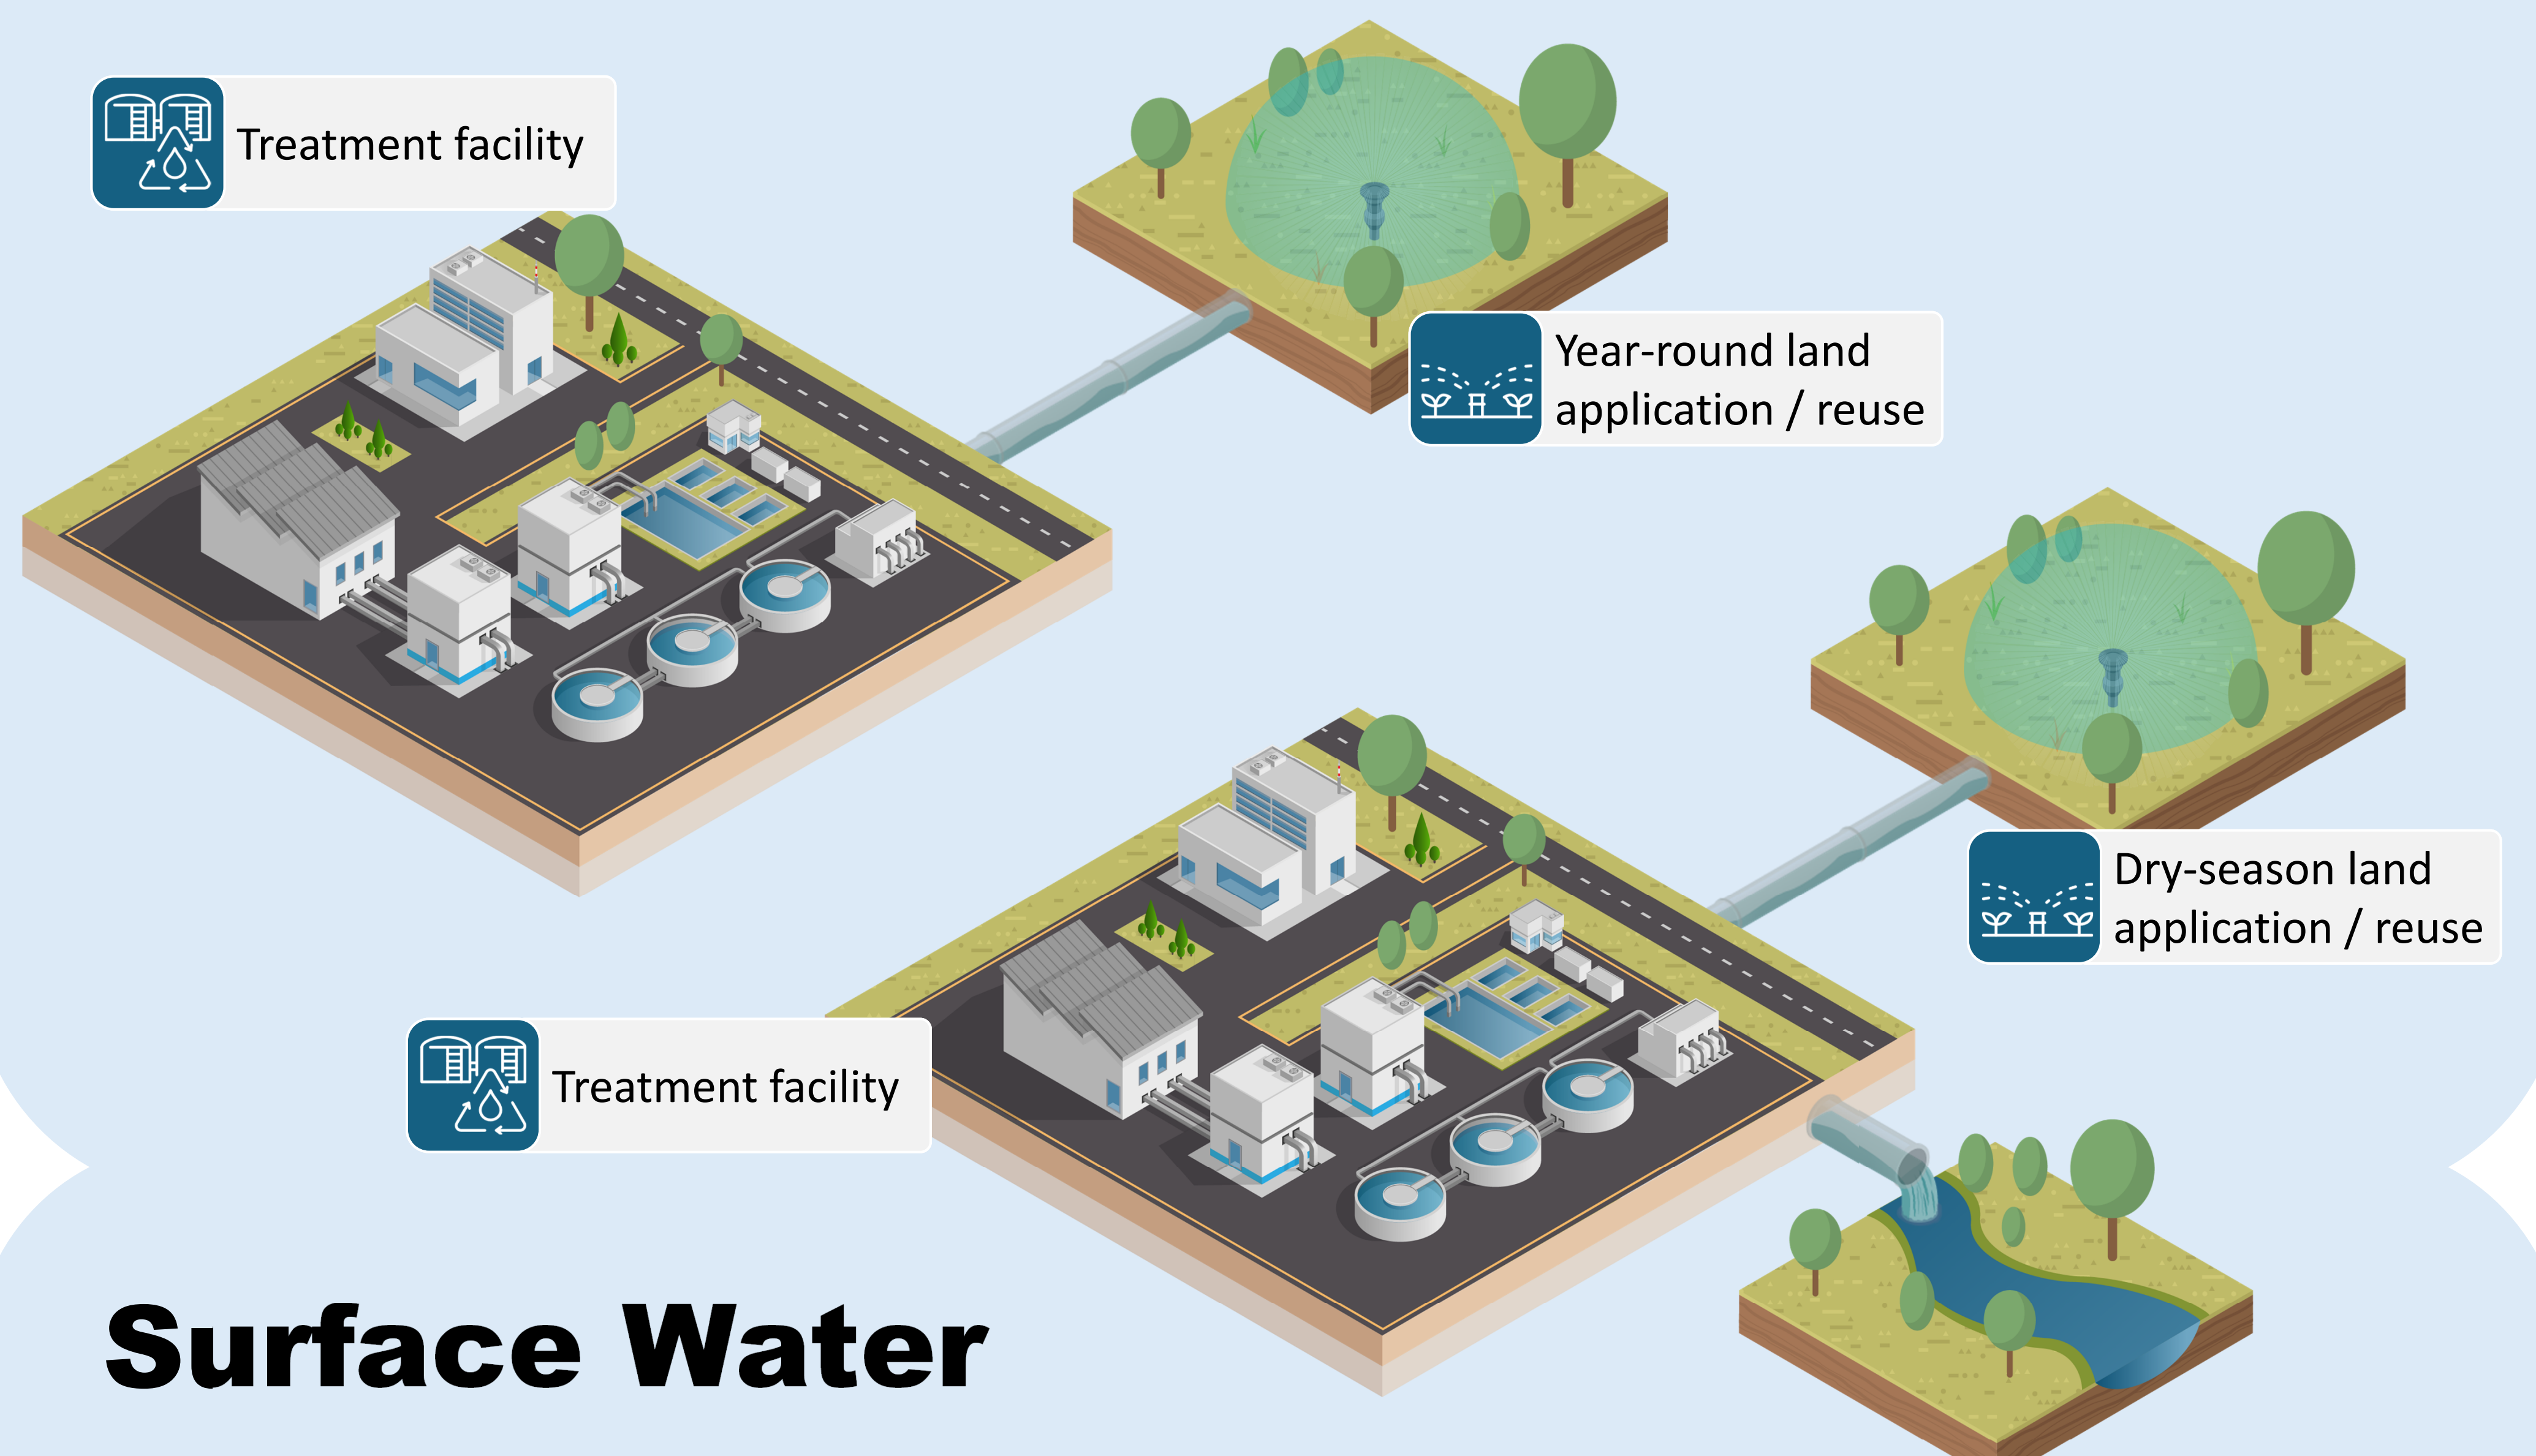 Treatment facility
Year-round land
application / reuse
Dry-season land
application / reuse
Treatment facility
Surface Water